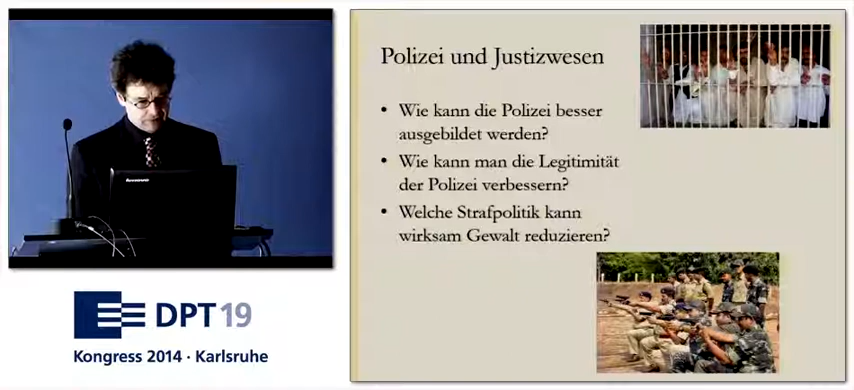 lenovo
DPT 19
Kongress 2014 · Karlsruhe
Polizei und Justizwesen
• Wie kann die Polizei besser
ausgebildet werden?
• Wie kann man die Legitimität
der Polizei verbessern?
• Welche Strafpolitik kann
wirksam Gewalt reduzieren?